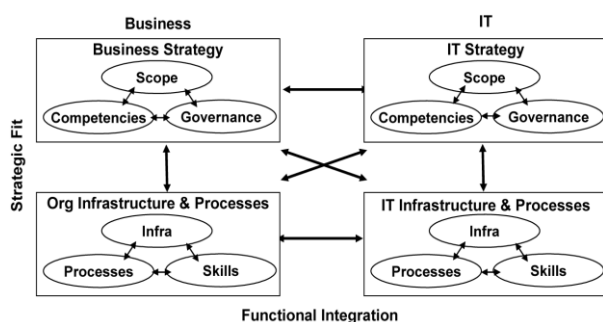 Business
IT
Business Strategy
Scope
Competencies
Governance
IT Strategy
Scope
Competencies
Governance
Strategic Fit
Org Infrastructure & Processes
Infra
Processes
Skills
IT Infrastructure & Processes
Infra
Processes
Skills
Functional Integration